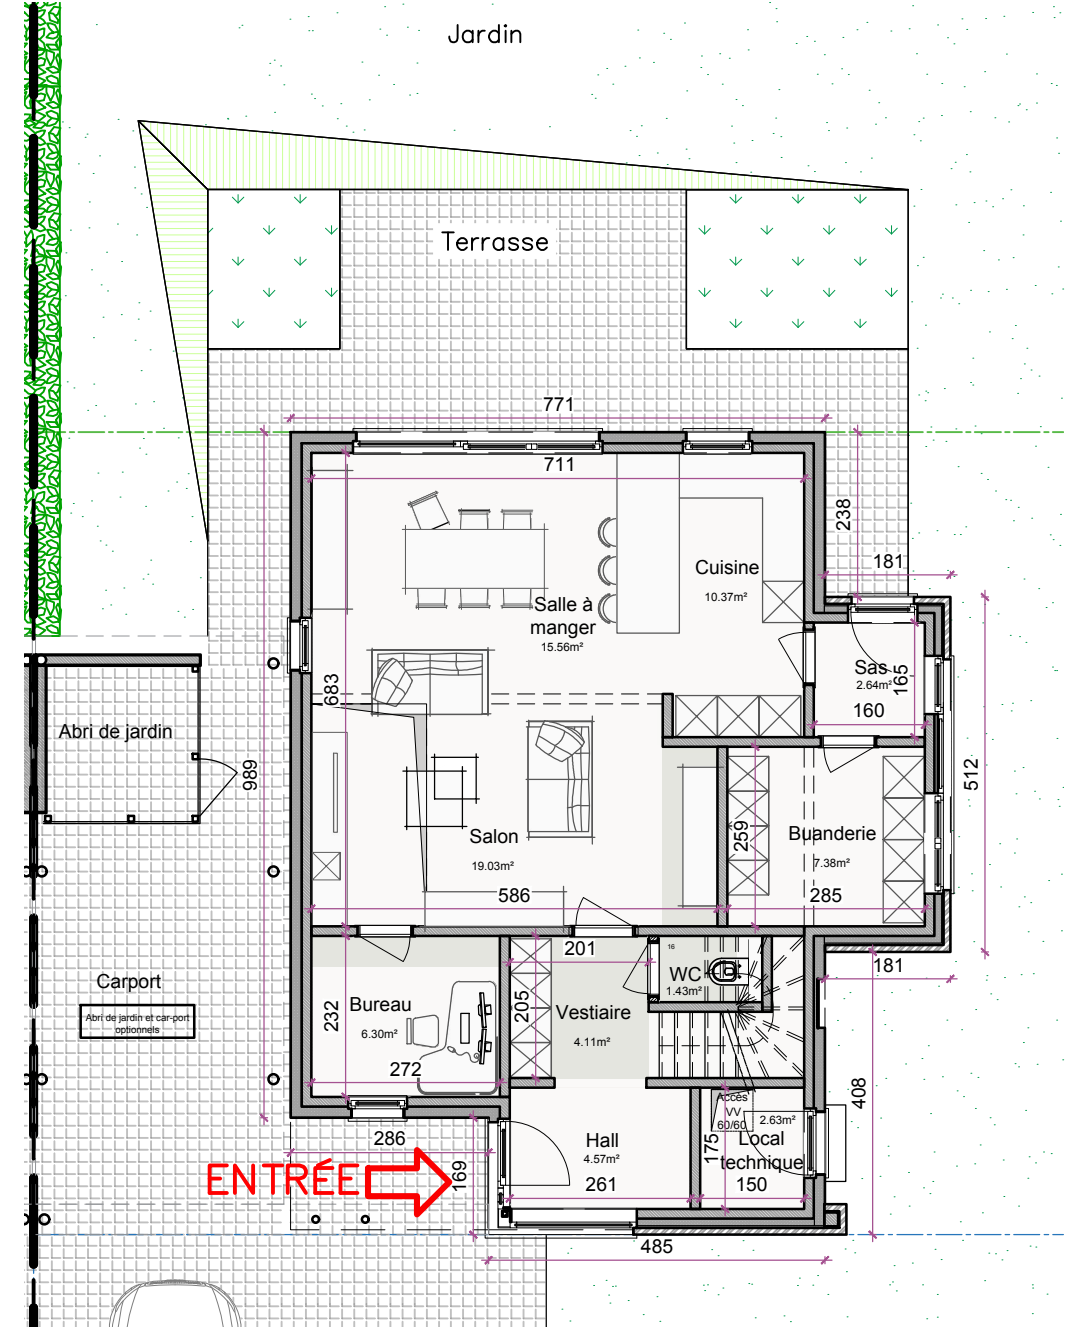 Jardin
Terrasse
771
711
238
181
Cuisine
10.37m²
Salle à
manger
15.56m²
Sas
2.64m²
165
160
683
Abri de jardin
989
512
259
Buanderie
7.38m²
Salon
19.03m²
586
285
201
16
WC
1.43m²
181
Carport
Abri de jardin et car-port
optionnels
232
Bureau
6.30m²
205
Vestiaire
4.11m²
272
408
Accès
VV
60/60
2.63m²
286
Hall
4.57m²
175
Local
technique
ENTRÉE
169
261
150
485